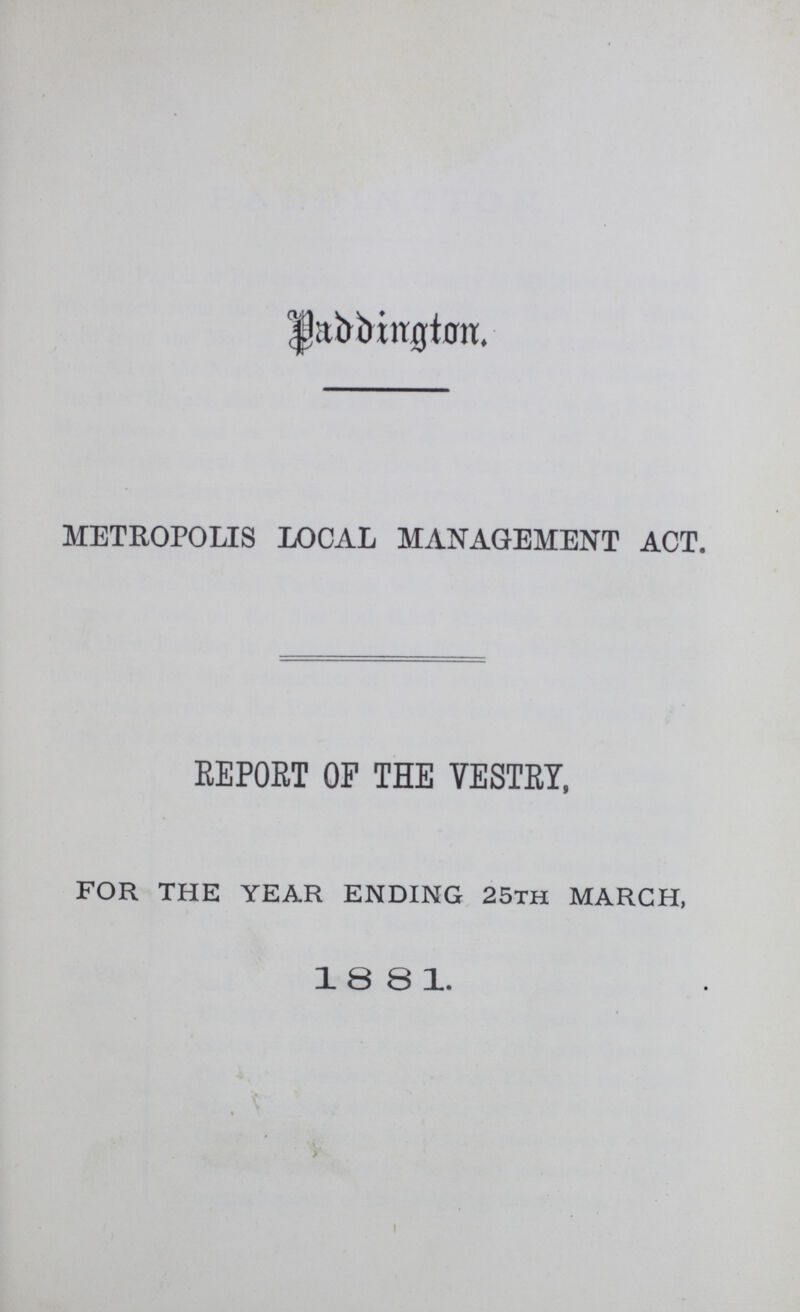 Paddington.
METROPOLIS LOCAL MANAGEMENT ACT.
REPORT OF THE VESTRY,
FOR THE YEAR ENDING 25TH MARCH,
1881.